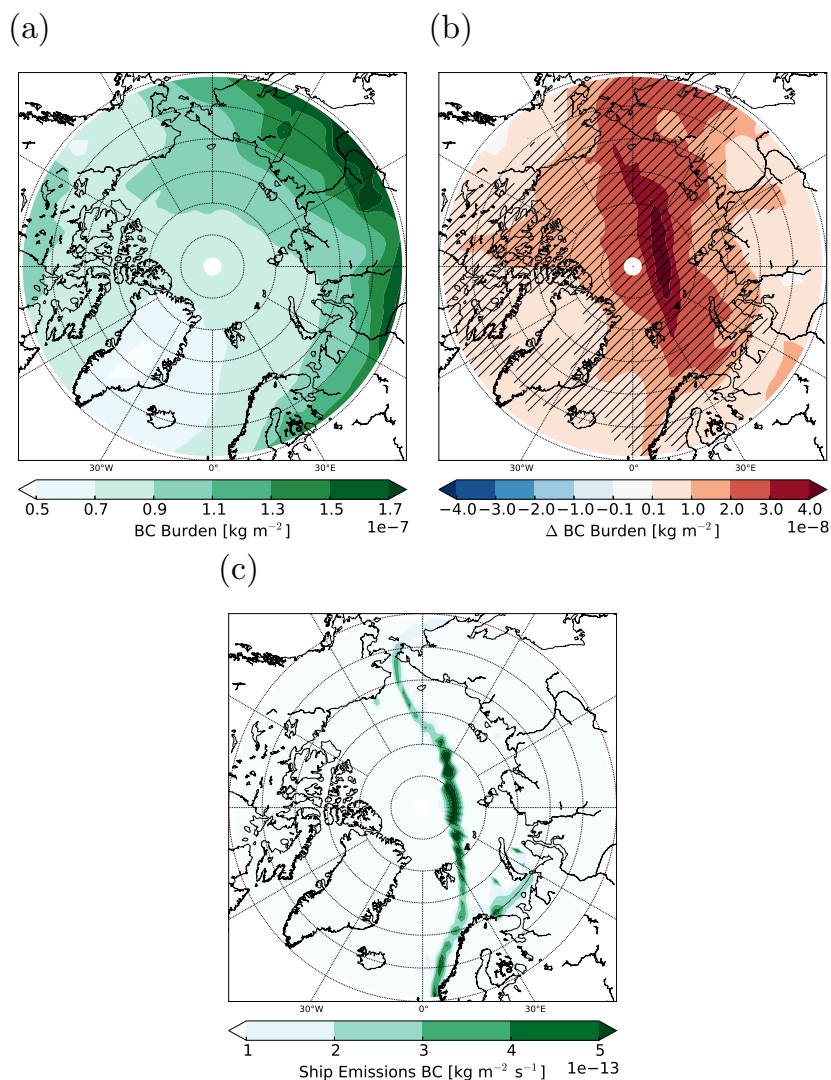 (a)
(b)
30°W 0° 30°E
30°W 0° 30°E
0.5 0.7 0.9 1.1 1.3 1.5 1.7
1e−7
BC Burden [kg m⁻²]
−4.0 −3.0 −2.0 −1.0 −0.1 0.1 1.0 2.0 3.0 4.0
1e−8
Δ BC Burden [kg m⁻²]
(c)
30°W 0° 30°E
1 2 3 4 5
1e−13
Ship Emissions BC [kg m⁻² s⁻¹]